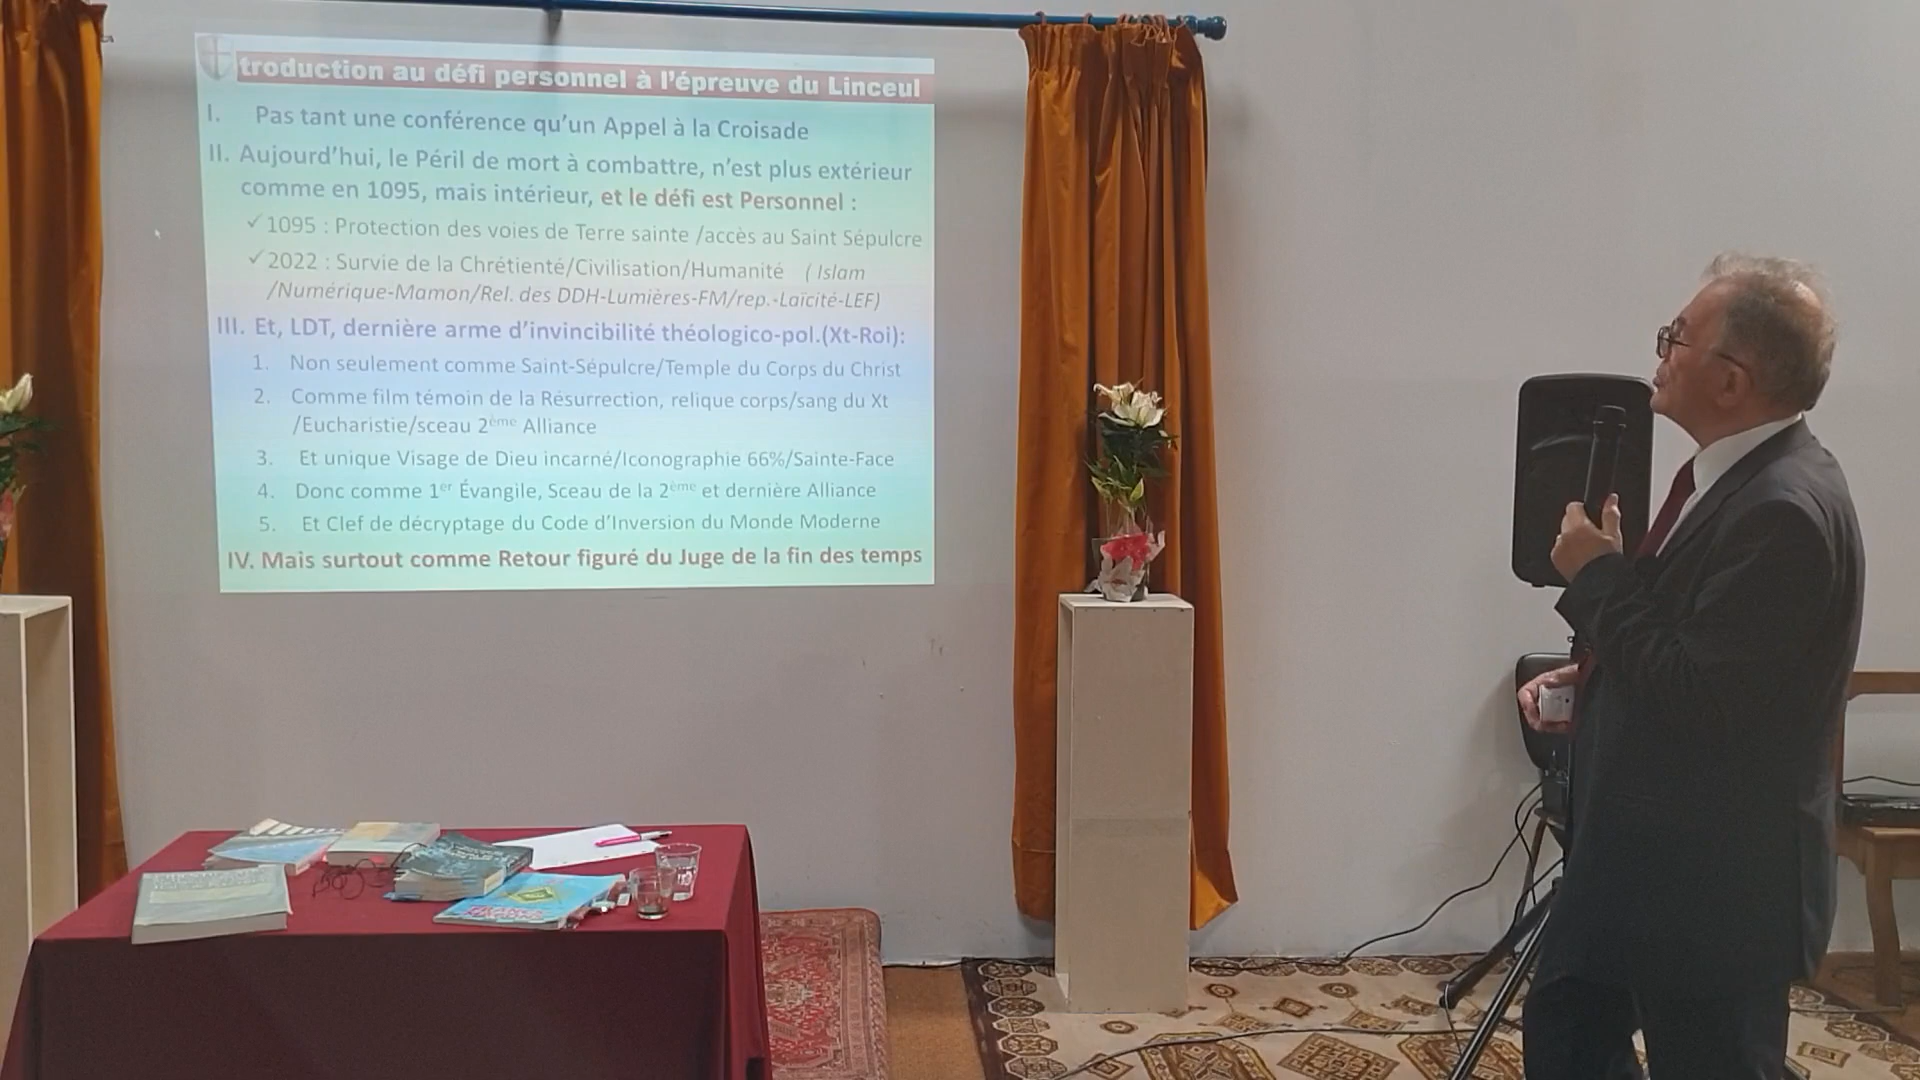 troduction au défi personnel à l'épreuve du Linceul
I. Pas tant une conférence qu'un Appel à la Croisade
II. Aujourd'hui, le Péril de mort à combattre, n'est plus extérieur
comme en 1095, mais intérieur, et le défi est Personnel :
✓ 1095 : Protection des voies de Terre sainte /accès au Saint Sépulcre
✓ 2022 : Survie de la Chrétienté/Civilisation/Humanité ( Islam
/Numérique-Mamon/Rel. des DDH-Lumières-FM/rep.-Laïcité-LEF)
III. Et, LDT, dernière arme d'invincibilité théologico-pol.(Xt-Roi):
1. Non seulement comme Saint-Sépulcre/Temple du Corps du Christ
2. Comme film témoin de la Résurrection, relique corps/sang du Xt
/Eucharistie/sceau 2ème Alliance
3. Et unique Visage de Dieu incarné/Iconographie 66%/Sainte-Face
4. Donc comme 1er Évangile, Sceau de la 2ème et dernière Alliance
5. Et Clef de décryptage du Code d'Inversion du Monde Moderne
IV. Mais surtout comme Retour figuré du Juge de la fin des temps